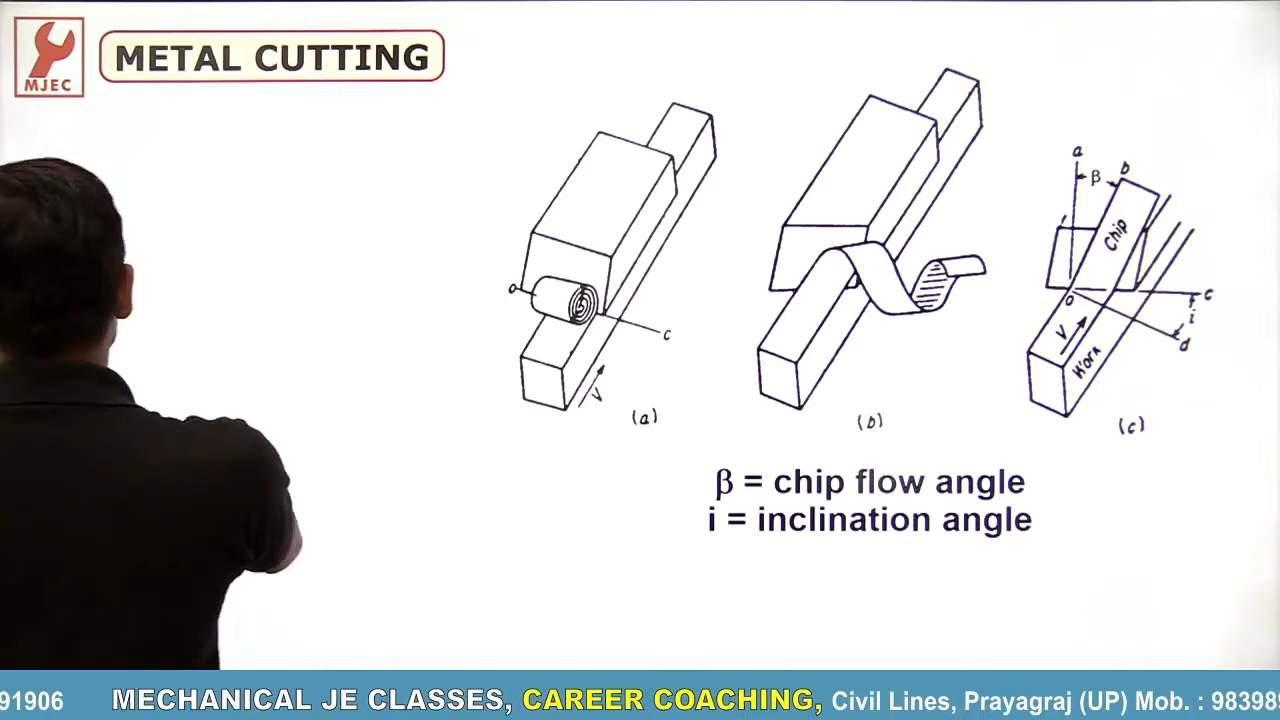 MJEC
METAL CUTTING
o
c
V
(a)
(b)
a
β
b
Chip
o
c
i
d
V
Work
(c)
β = chip flow angle
i = inclination angle
91906 MECHANICAL JE CLASSES, CAREER COACHING, Civil Lines, Prayagraj (UP) Mob. : 98398